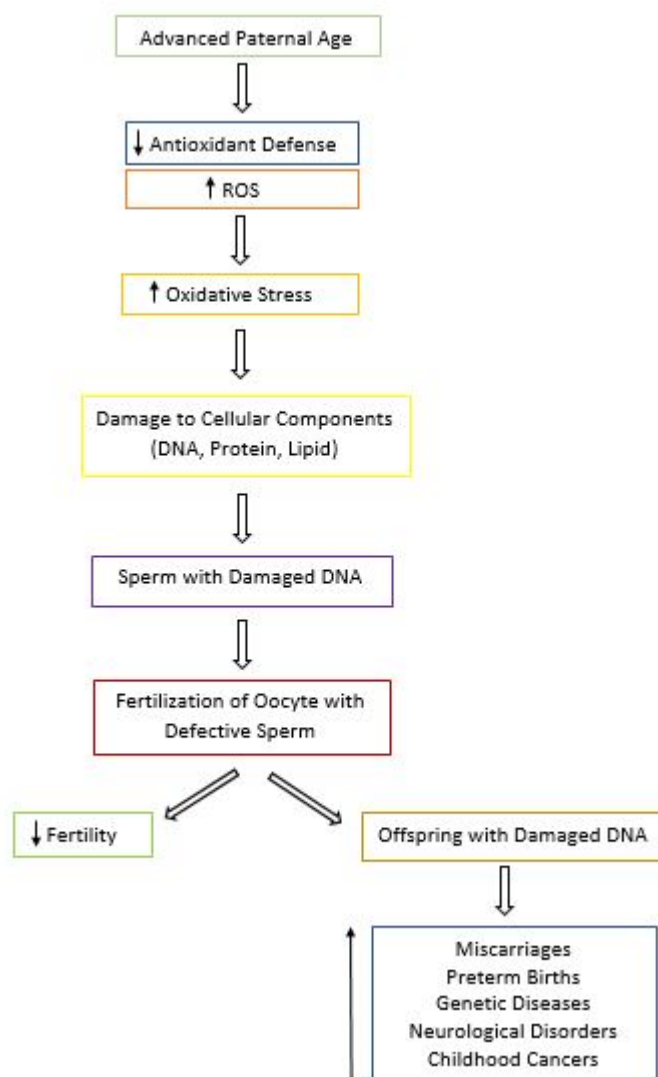 Advanced Paternal Age
↓ Antioxidant Defense
↑ ROS
↑ Oxidative Stress
Damage to Cellular Components
(DNA, Protein, Lipid)
Sperm with Damaged DNA
Fertilization of Oocyte with
Defective Sperm
↓ Fertility
Offspring with Damaged DNA
Miscarriages
Preterm Births
Genetic Diseases
Neurological Disorders
Childhood Cancers